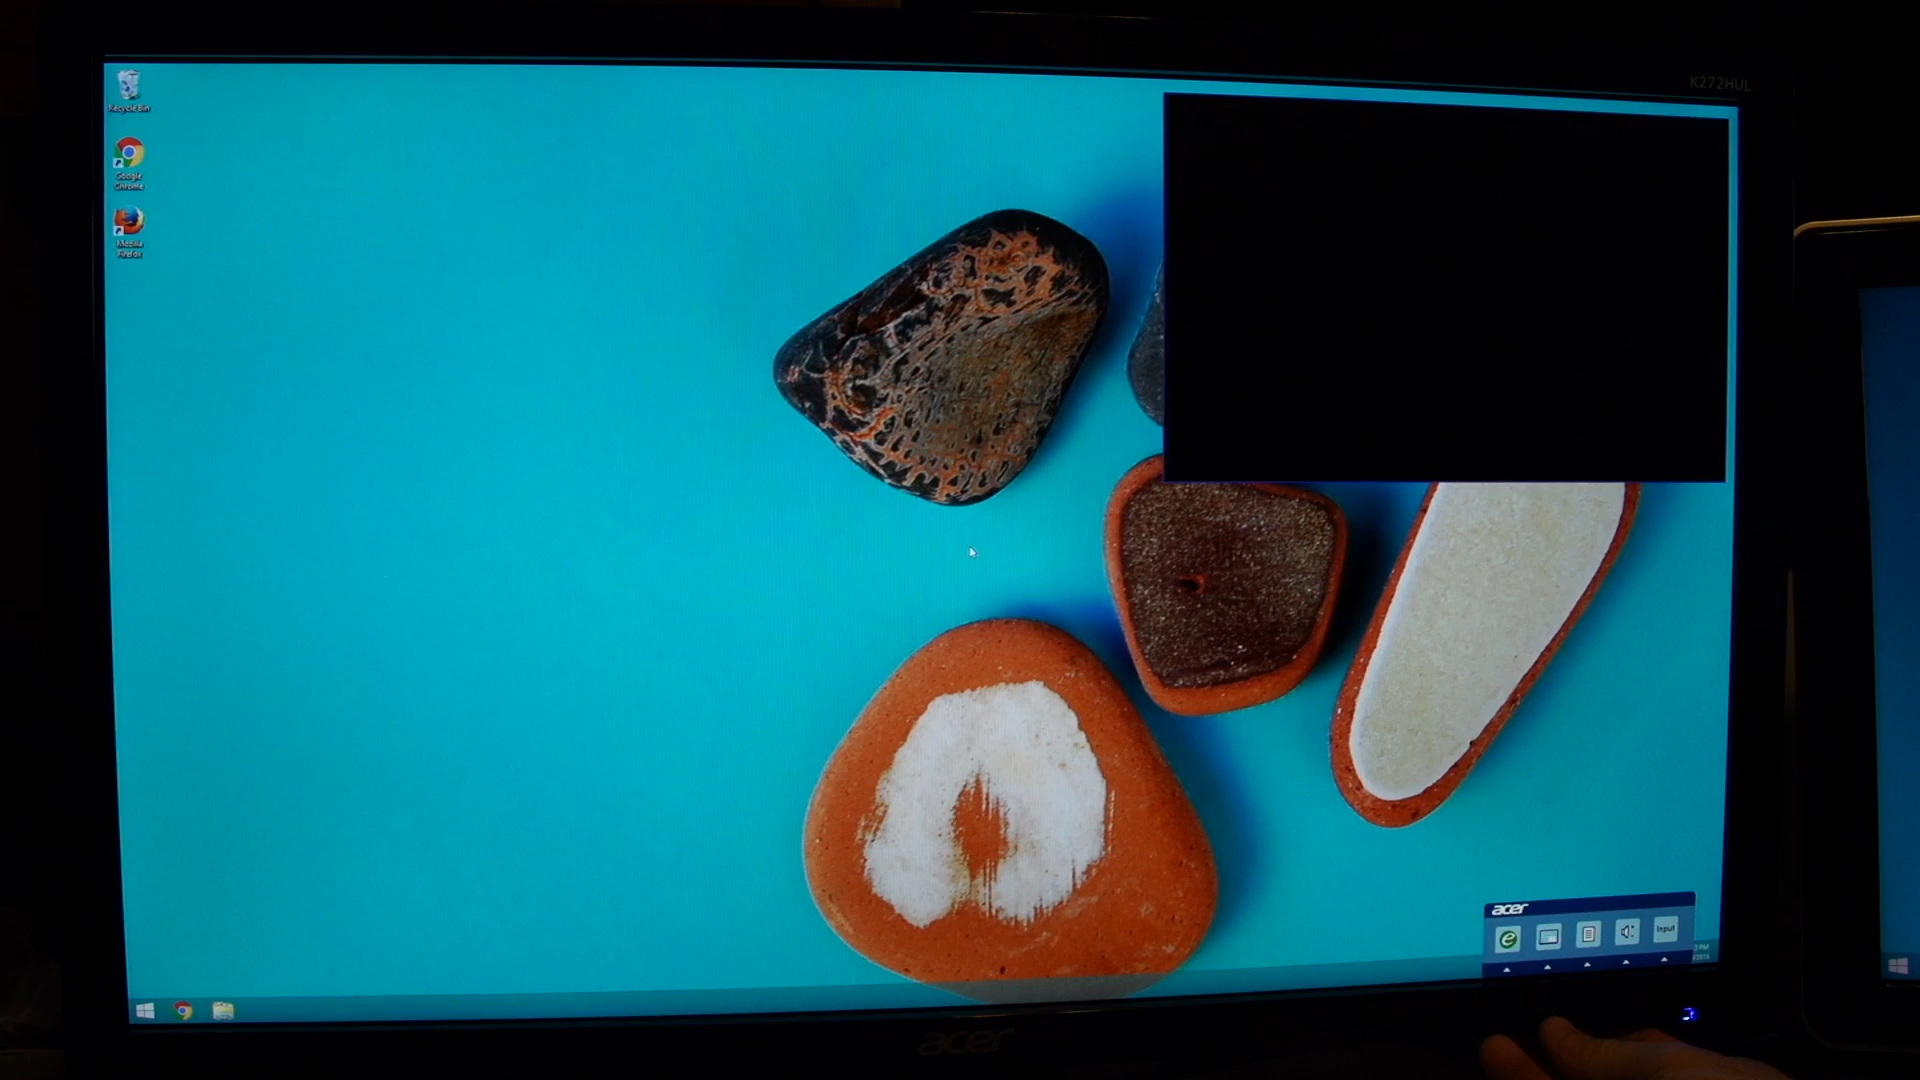 K272HUL
Recycle Bin
Google
Chrome
Mozilla
Firefox
acer
Input
acer